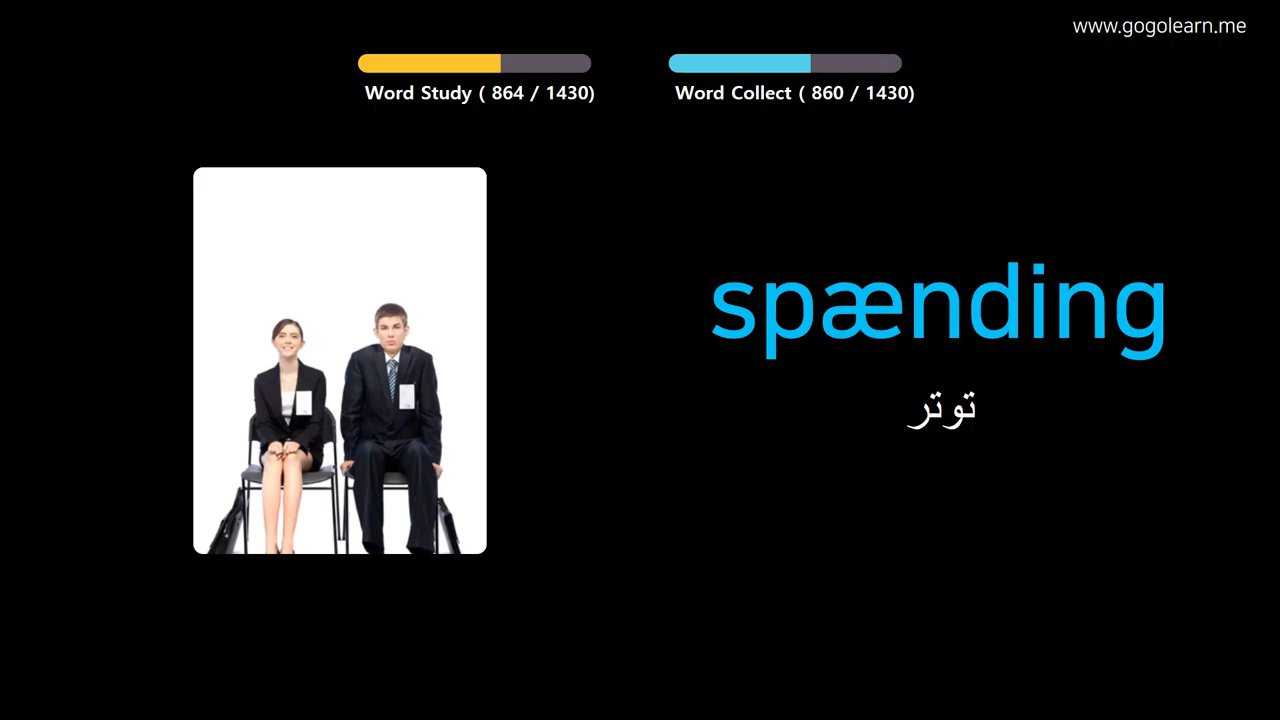 www.gogolearn.me
Word Study ( 864 / 1430)
Word Collect ( 860 / 1430)
spænding
توتر